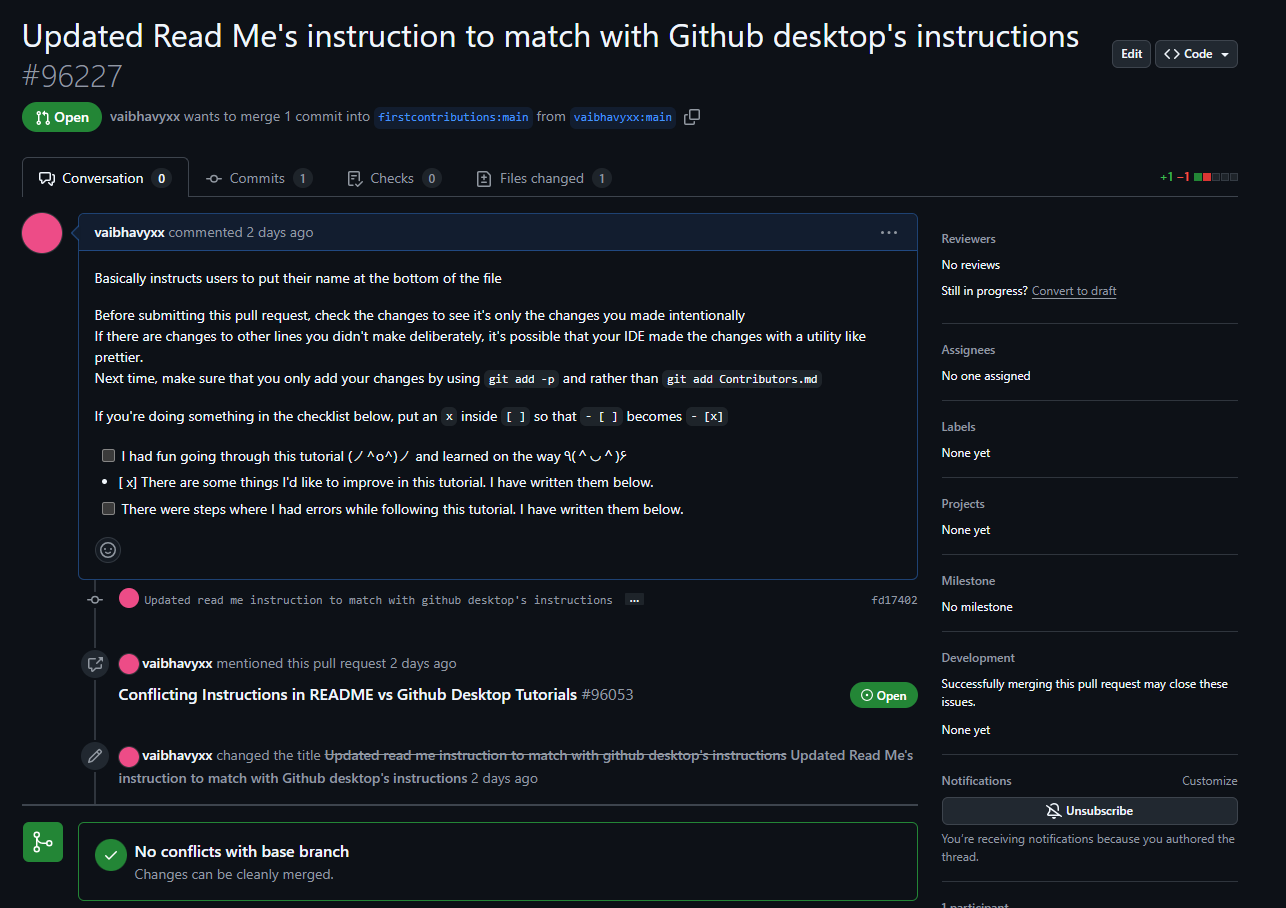 Updated Read Me's instruction to match with Github desktop's instructions
#96227
Edit
<> Code
Open
vaibhavyxx wants to merge 1 commit into firstcontributions:main from vaibhavyxx:main
Conversation 0
Commits 1
Checks 0
Files changed 1
+1 −1
vaibhavyxx commented 2 days ago
Basically instructs users to put their name at the bottom of the file
Before submitting this pull request, check the changes to see it's only the changes you made intentionally
If there are changes to other lines you didn't make deliberately, it's possible that your IDE made the changes with a utility like
prettier.
Next time, make sure that you only add your changes by using git add -p and rather than git add Contributors.md
If you're doing something in the checklist below, put an x inside [ ] so that - [ ] becomes - [x]
I had fun going through this tutorial (ノ^o^)ノ and learned on the way ٩(^◡^)۶
• [ x] There are some things I'd like to improve in this tutorial. I have written them below.
There were steps where I had errors while following this tutorial. I have written them below.
Updated read me instruction to match with github desktop's instructions …
fd17402
vaibhavyxx mentioned this pull request 2 days ago
Conflicting Instructions in README vs Github Desktop Tutorials #96053
Open
vaibhavyxx changed the title Updated read me instruction to match with github desktop's instructions Updated Read Me's
instruction to match with Github desktop's instructions 2 days ago
No conflicts with base branch
Changes can be cleanly merged.
Reviewers
No reviews
Still in progress? Convert to draft
Assignees
No one assigned
Labels
None yet
Projects
None yet
Milestone
No milestone
Development
Successfully merging this pull request may close these
issues.
None yet
Notifications
Customize
Unsubscribe
You're receiving notifications because you authored the
thread.
1 participant